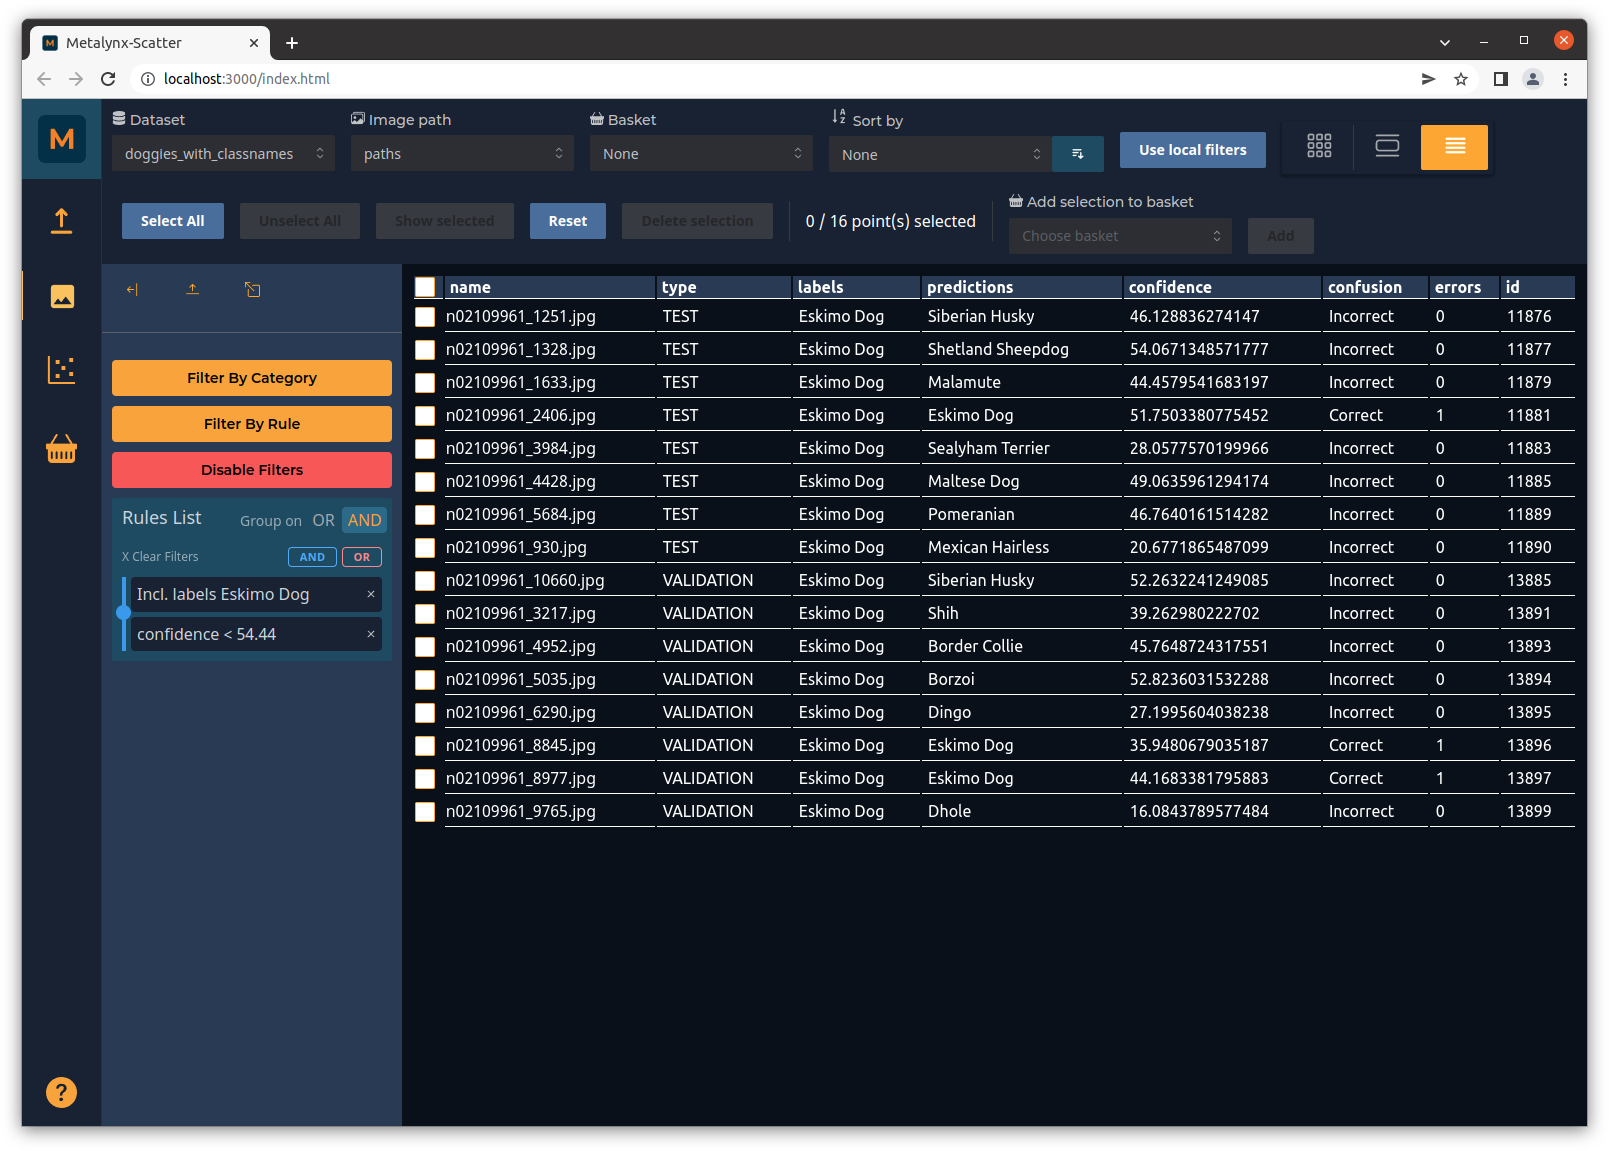 Metalynx-Scatter
localhost:3000/index.html
M
Dataset
Image path
Basket
Sort by
doggies_with_classnames
paths
None
None
Use local filters
Select All
Unselect All
Show selected
Reset
Delete selection
0 / 16 point(s) selected
Add selection to basket
Choose basket
Add
Filter By Category
Filter By Rule
Disable Filters
Rules List Group on OR AND
X Clear Filters AND OR
Incl. labels Eskimo Dog ×
confidence < 54.44 ×
?
name type labels predictions confidence confusion errors id
n02109961_1251.jpg TEST Eskimo Dog Siberian Husky 46.128836274147 Incorrect 0 11876
n02109961_1328.jpg TEST Eskimo Dog Shetland Sheepdog 54.0671348571777 Incorrect 0 11877
n02109961_1633.jpg TEST Eskimo Dog Malamute 44.4579541683197 Incorrect 0 11879
n02109961_2406.jpg TEST Eskimo Dog Eskimo Dog 51.7503380775452 Correct 1 11881
n02109961_3984.jpg TEST Eskimo Dog Sealyham Terrier 28.0577570199966 Incorrect 0 11883
n02109961_4428.jpg TEST Eskimo Dog Maltese Dog 49.0635961294174 Incorrect 0 11885
n02109961_5684.jpg TEST Eskimo Dog Pomeranian 46.7640161514282 Incorrect 0 11889
n02109961_930.jpg TEST Eskimo Dog Mexican Hairless 20.6771865487099 Incorrect 0 11890
n02109961_10660.jpg VALIDATION Eskimo Dog Siberian Husky 52.2632241249085 Incorrect 0 13885
n02109961_3217.jpg VALIDATION Eskimo Dog Shih 39.262980222702 Incorrect 0 13891
n02109961_4952.jpg VALIDATION Eskimo Dog Border Collie 45.7648724317551 Incorrect 0 13893
n02109961_5035.jpg VALIDATION Eskimo Dog Borzoi 52.8236031532288 Incorrect 0 13894
n02109961_6290.jpg VALIDATION Eskimo Dog Dingo 27.1995604038238 Incorrect 0 13895
n02109961_8845.jpg VALIDATION Eskimo Dog Eskimo Dog 35.9480679035187 Correct 1 13896
n02109961_8977.jpg VALIDATION Eskimo Dog Eskimo Dog 44.1683381795883 Correct 1 13897
n02109961_9765.jpg VALIDATION Eskimo Dog Dhole 16.0843789577484 Incorrect 0 13899